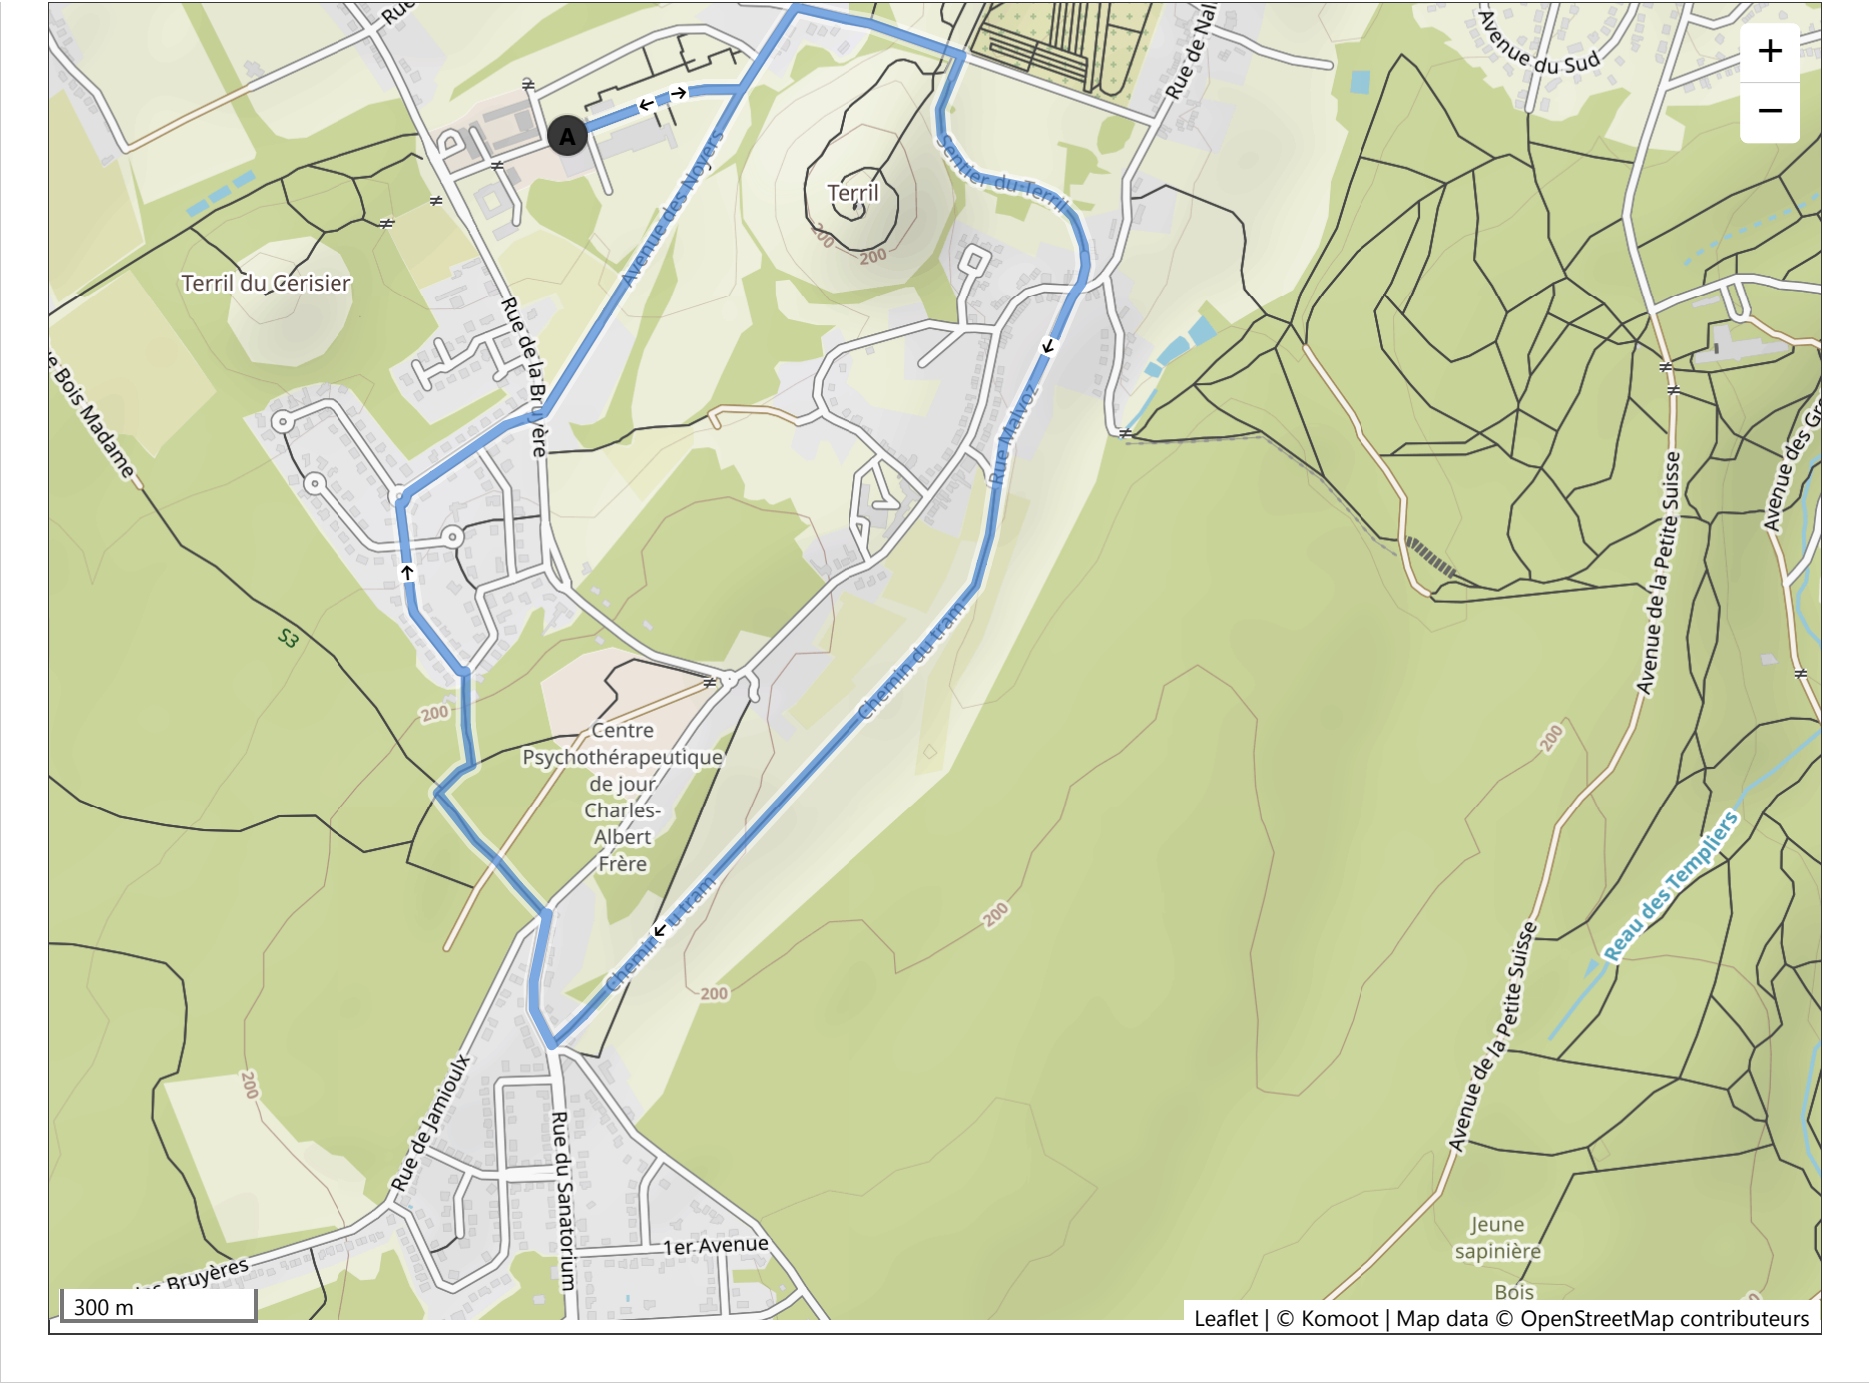 Rue
Rue de Nal
Avenue du Sud
+
−
A
Sentier du Terril
Terril
200
200
Avenue des Noyers
Terril du Cerisier
Rue de la Bruyère
e Bois Madame
Rue Malvoz
Avenue des Gr
Avenue de la Petite Suisse
S3
Chemin du tram
200
Centre
Psychothérapeutique
de jour
Charles-
Albert
Frère
200
Reau des Templiers
200
Chemin du tram
200
Avenue de la Petite Suisse
200
Rue de Jamioulx
Rue du Sanatorium
Jeune
sapinière
1er Avenue
es Bruyères
Bois
300 m
Leaflet | © Komoot | Map data © OpenStreetMap contributeurs